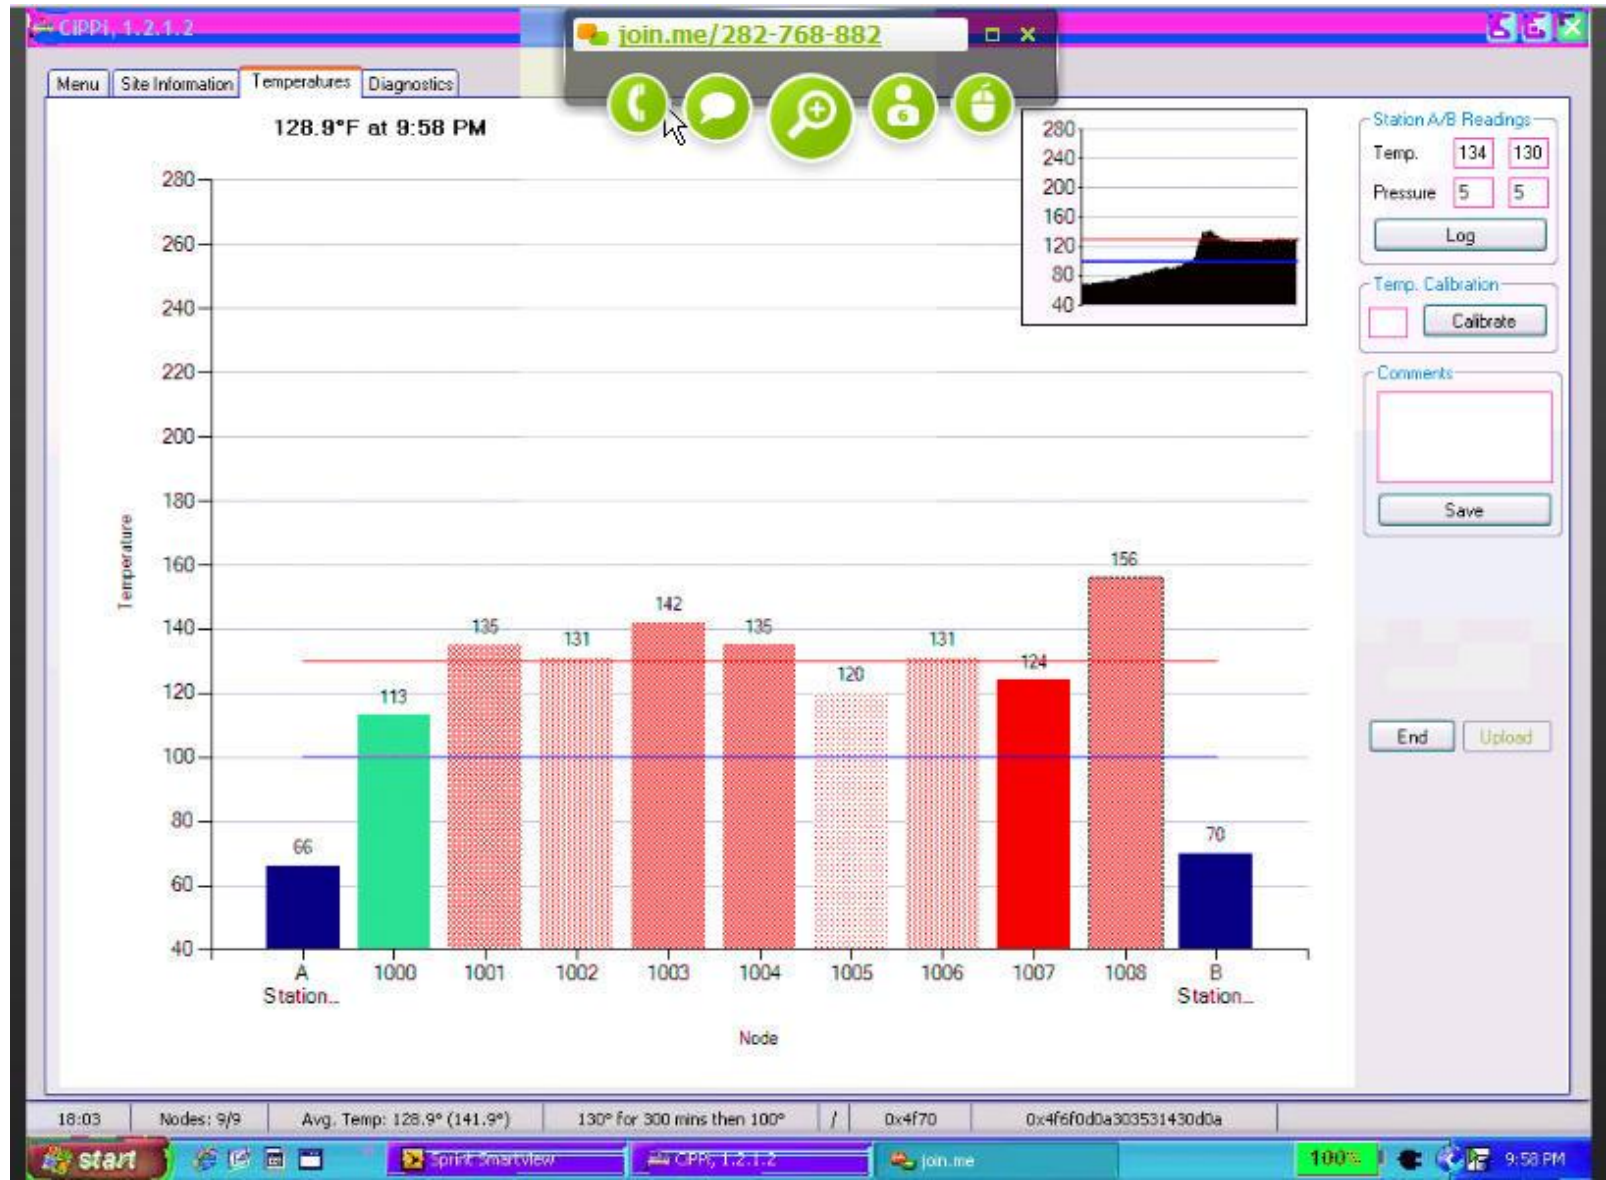 CiPPi, 1.2.1.2
join.me/282-768-882
Menu Site Information Temperatures Diagnostics
128.9°F at 9:58 PM
280
260
240
220
200
180
160
140
120
100
80
60
40
Temperature
66
113
135
131
142
135
120
131
124
156
70
A
Station...
1000
1001
1002
1003
1004
1005
1006
1007
1008
B
Station...
Node
280
240
200
160
120
80
40
6
Station A/B Readings
Temp. 134 130
Pressure 5 5
Log
Temp. Calibration
Calibrate
Comments
Save
End Upload
18:03 Nodes: 9/9 Avg. Temp: 128.9° (141.9°) 130° for 300 mins then 100° / 0x4f70 0x4f6f0d0a303531430d0a
start Sprint SmartView CiPPi, 1.2.1.2 join.me 100% 9:58 PM